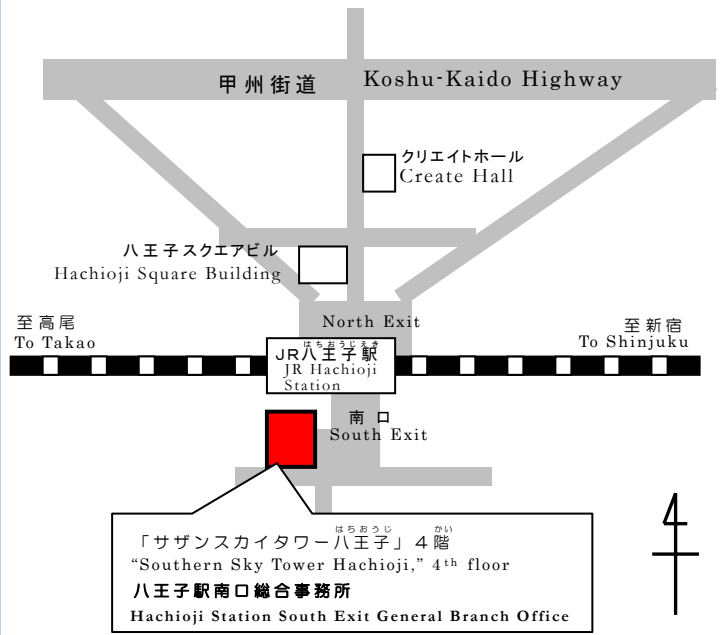 甲州街道 Koshu-Kaido Highway
クリエイトホール
Create Hall
八王子スクエアビル
Hachioji Square Building
至高尾
To Takao
North Exit
至新宿
To Shinjuku
はちおうじえき
JR八王子駅
JR Hachioji
Station
南口
South Exit
はちおうじ かい
「サザンスカイタワー八王子」4階
“Southern Sky Tower Hachioji,” 4th floor
八王子駅南口総合事務所
Hachioji Station South Exit General Branch Office